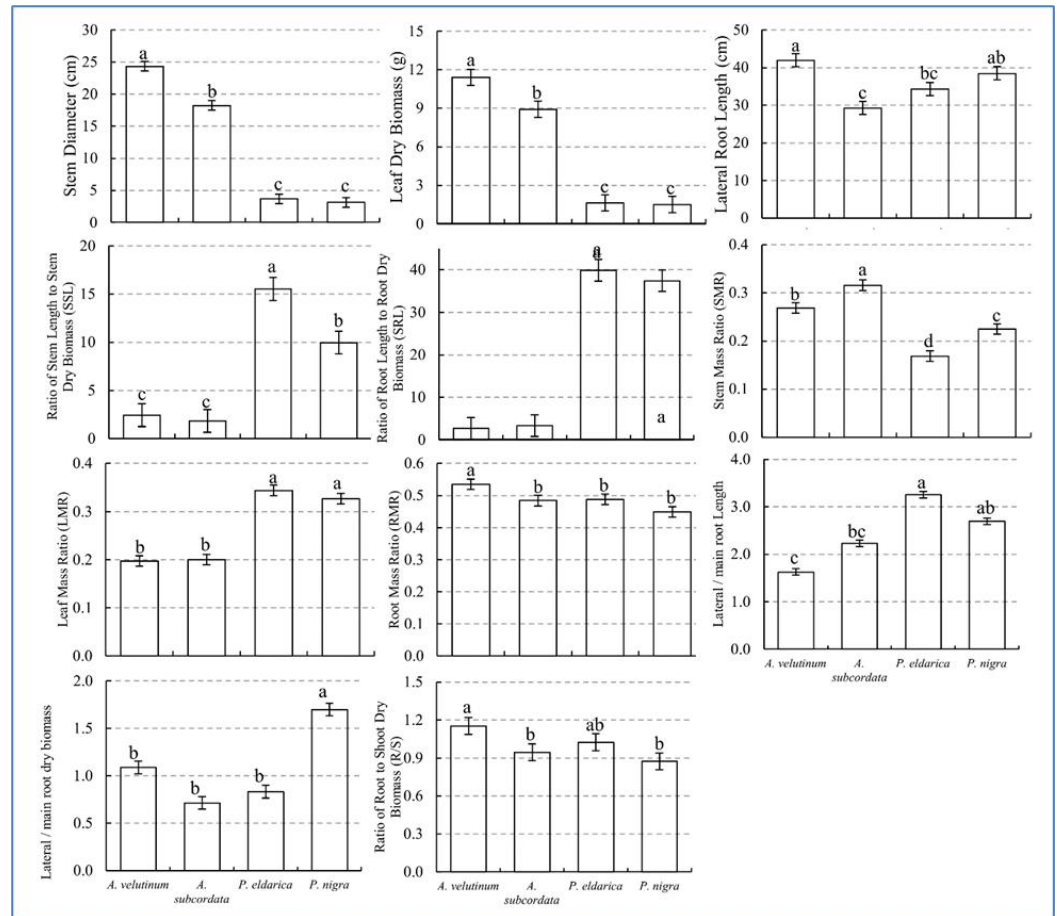 Stem Diameter (cm)
30
25
20
15
10
5
0
a
b
c
c
Leaf Dry Biomass (g)
15
12
9
6
3
0
a
b
c
c
Lateral Root Length (cm)
50
40
30
20
10
0
a
c
bc
ab
Ratio of Stem Length to Stem
Dry Biomass (SSL)
20
15
10
5
0
c
c
a
b
Ratio of Root Length to Root Dry
Biomass (SRL)
40
30
20
10
0
a
a
Stem Mass Ratio (SMR)
0.4
0.3
0.2
0.1
0.0
b
a
d
c
Leaf Mass Ratio (LMR)
0.4
0.3
0.2
0.1
0.0
b
b
a
a
Root Mass Ratio (RMR)
0.6
0.5
0.4
0.3
0.2
0.1
0.0
a
b
b
b
Lateral / main root Length
4.0
3.0
2.0
1.0
0.0
c
bc
a
ab
A. velutinum
A.
subcordata
P. eldarica
P. nigra
Lateral / main root dry biomass
2.0
1.5
1.0
0.5
0.0
b
b
b
a
A. velutinum
A.
subcordata
P. eldarica
P. nigra
Ratio of Root to Shoot Dry
Biomass (R/S)
1.2
0.9
0.6
0.3
0.0
a
b
ab
b
A. velutinum
A.
subcordata
P. eldarica
P. nigra